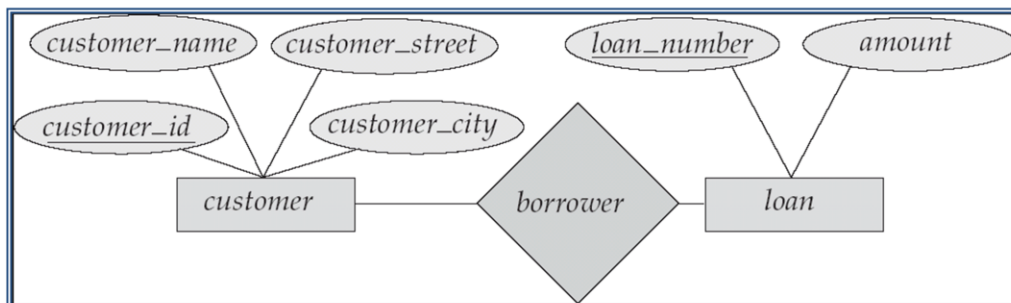 customer_name
customer_street
loan_number
amount
customer_id
customer_city
customer
borrower
loan